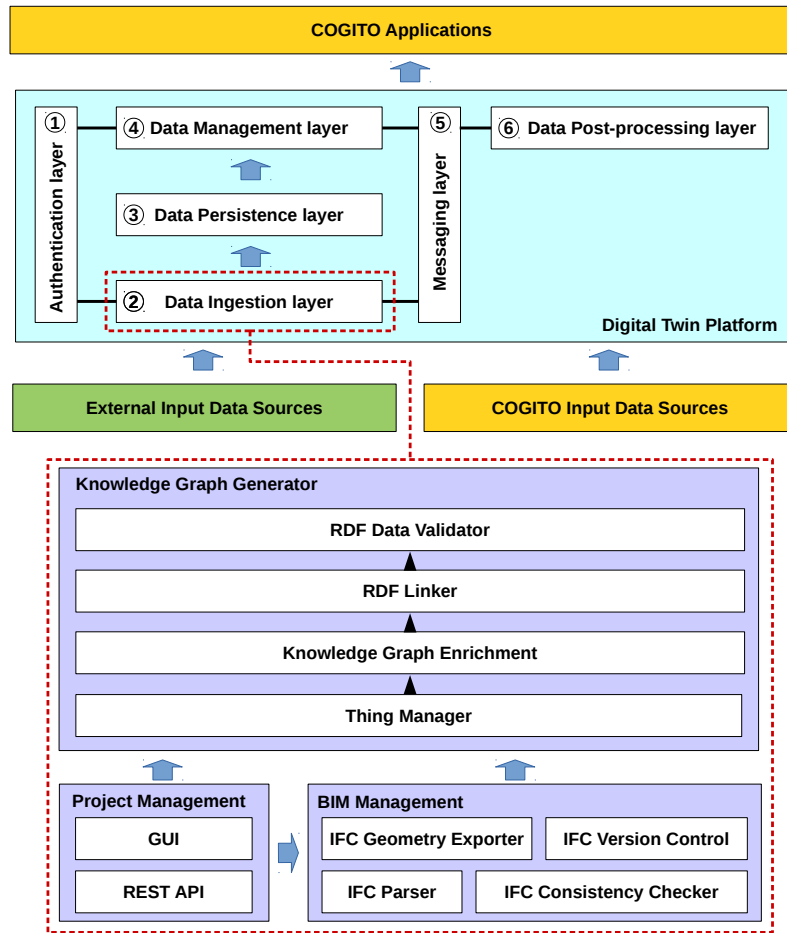 COGITO Applications
① Authentication layer
④ Data Management layer
⑤ Messaging layer
⑥ Data Post-processing layer
③ Data Persistence layer
② Data Ingestion layer
Digital Twin Platform
External Input Data Sources
COGITO Input Data Sources
Knowledge Graph Generator
RDF Data Validator
RDF Linker
Knowledge Graph Enrichment
Thing Manager
Project Management
GUI
REST API
BIM Management
IFC Geometry Exporter
IFC Version Control
IFC Parser
IFC Consistency Checker